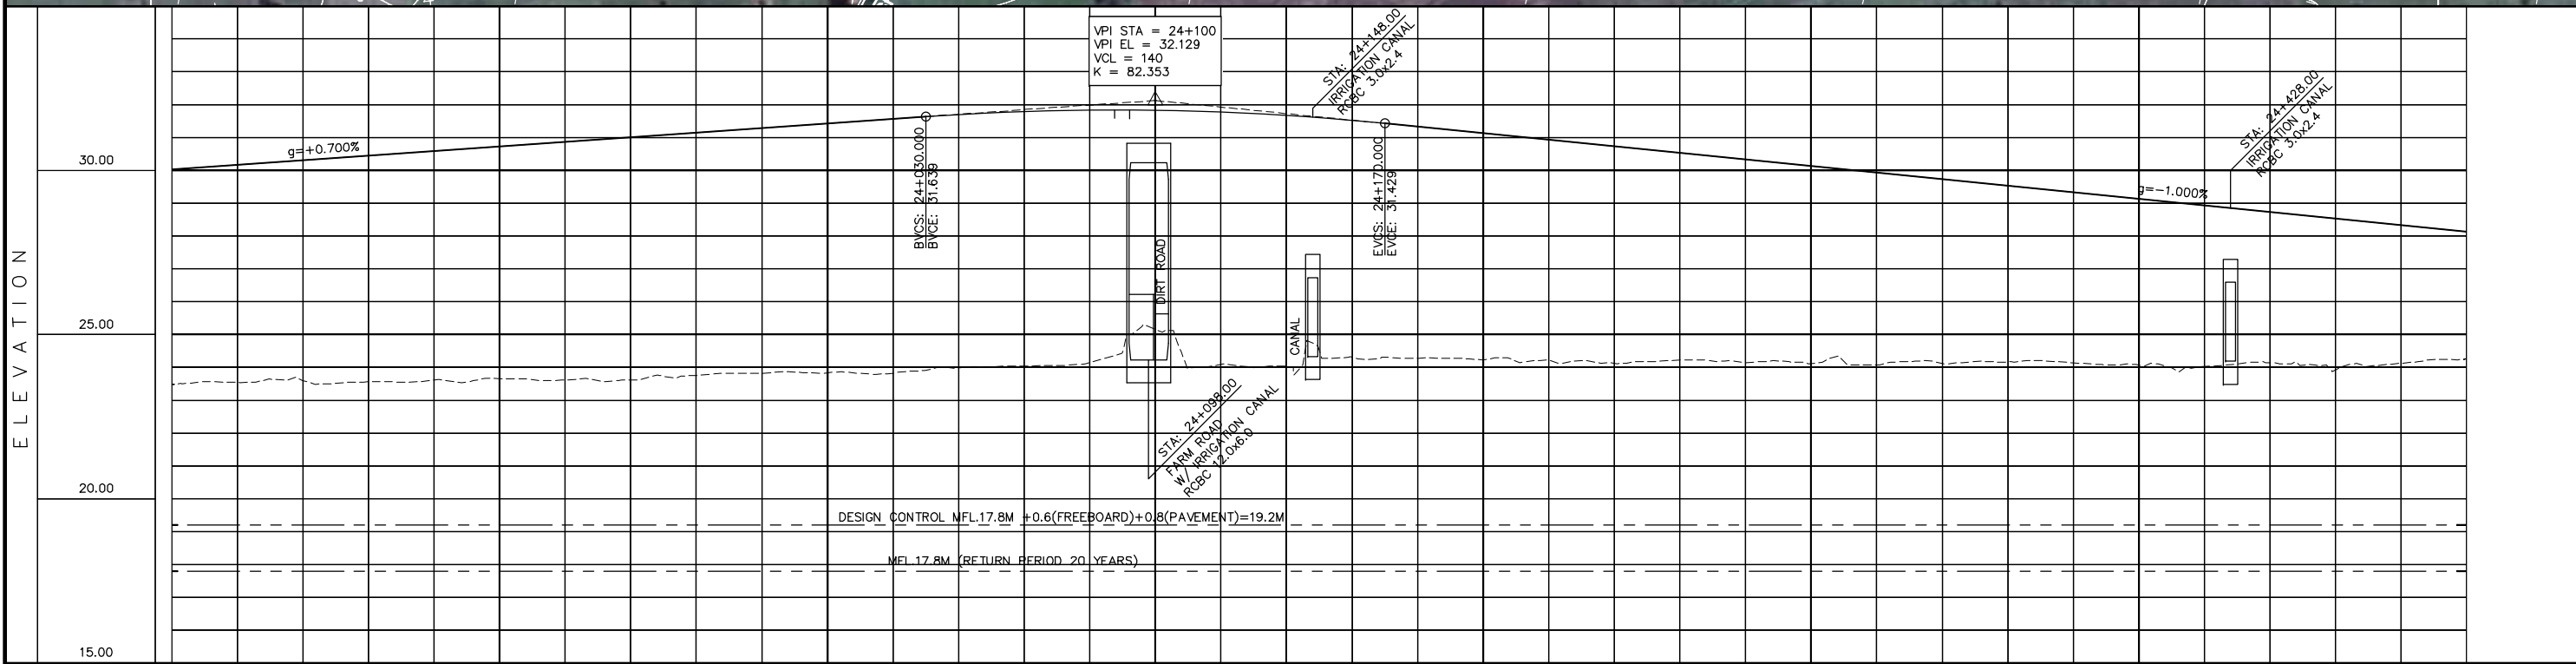 VPI STA = 24+100
VPI EL = 32.129
VCL = 140
K = 82.353
STA: 24+148.00
IRRIGATION CANAL
RCBC 3.0x2.4
STA: 24+428.00
IRRIGATION CANAL
RCBC 3.0x2.4
g=+0.700%
g=-1.000%
BVCS: 24+030.000
BVCE: 31.639
EVCS: 24+170.000
EVCE: 31.429
DIRT ROAD
CANAL
STA: 24+098.00
FARM ROAD
W/ IRRIGATION CANAL
RCBC 12.0x6.0
ELEVATION
30.00
25.00
20.00
15.00
DESIGN CONTROL MFL.17.8M +0.6(FREEBOARD)+0.8(PAVEMENT)=19.2M
MFL.17.8M (RETURN PERIOD 20 YEARS)